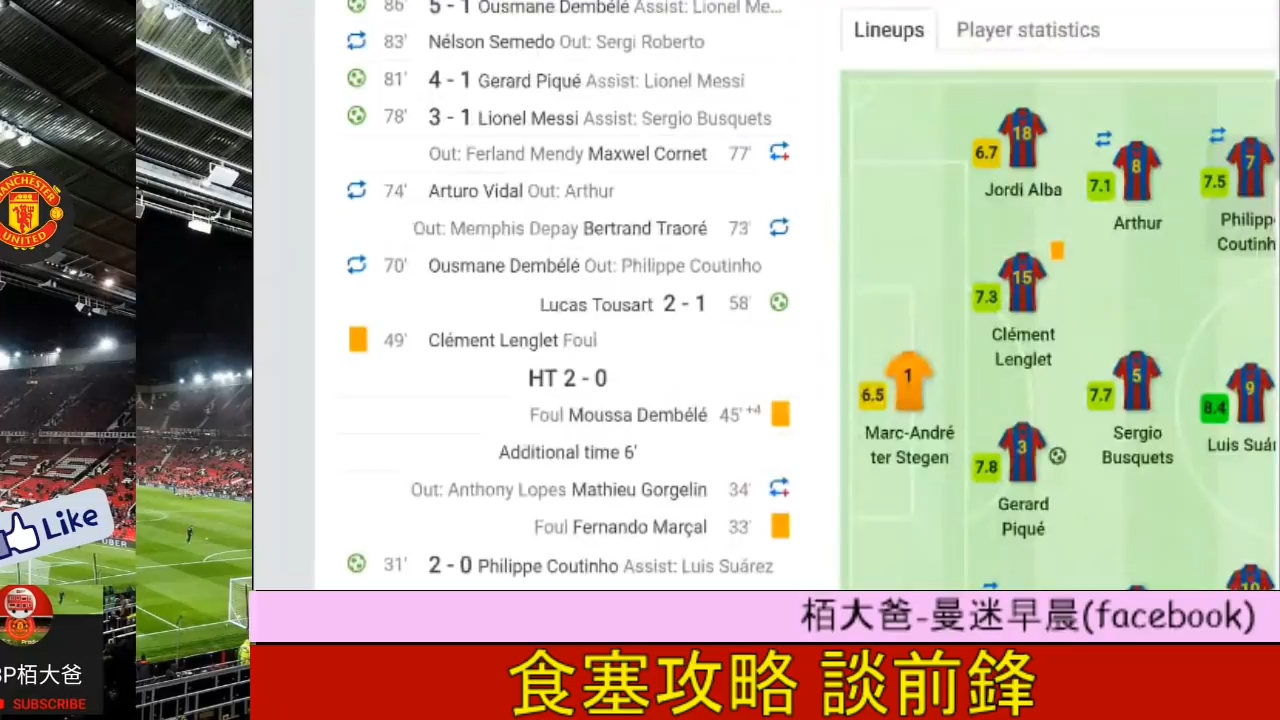 86' 5 - 1 Ousmane Dembélé Assist: Lionel Me...
83' Nélson Semedo Out: Sergi Roberto
81' 4 - 1 Gerard Piqué Assist: Lionel Messi
78' 3 - 1 Lionel Messi Assist: Sergio Busquets
Out: Ferland Mendy Maxwel Cornet 77'
74' Arturo Vidal Out: Arthur
Out: Memphis Depay Bertrand Traoré 73'
70' Ousmane Dembélé Out: Philippe Coutinho
Lucas Tousart 2 - 1 58'
49' Clément Lenglet Foul
HT 2 - 0
Foul Moussa Dembélé 45' +4
Additional time 6'
Out: Anthony Lopes Mathieu Gorgelin 34'
Foul Fernando Marçal 33'
31' 2 - 0 Philippe Coutinho Assist: Luis Suárez
Lineups Player statistics
18
6.7
Jordi Alba
8
7.1
Arthur
7
7.5
Philipp
Coutinh
15
7.3
Clément
Lenglet
1
6.5
Marc-André
ter Stegen
5
7.7
Sergio
Busquets
9
8.4
Luis Suár
3
7.8
Gerard
Piqué
10
MANCHESTER
UNITED
Like
P栢大爸
SUBSCRIBE
栢大爸-曼迷早晨(facebook)
食塞攻略 談前鋒